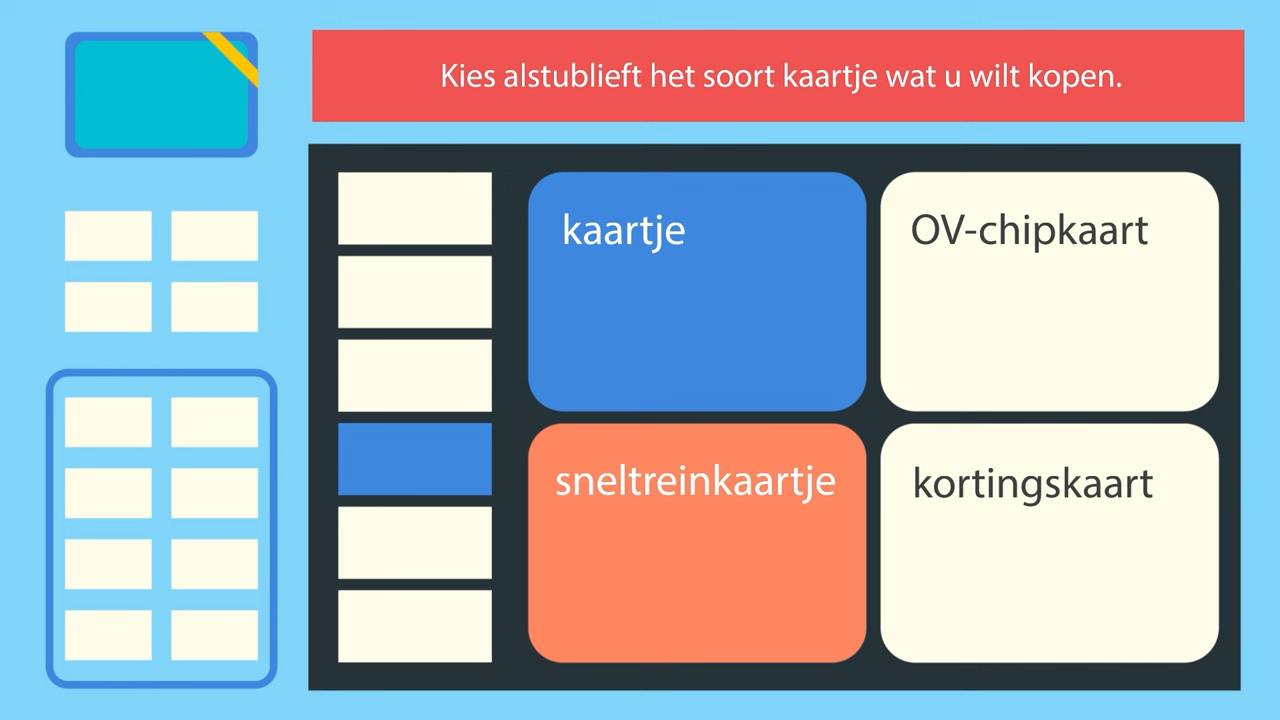 Kies alstublieft het soort kaartje wat u wilt kopen.
kaartje
OV-chipkaart
sneltreinkaartje
kortingskaart